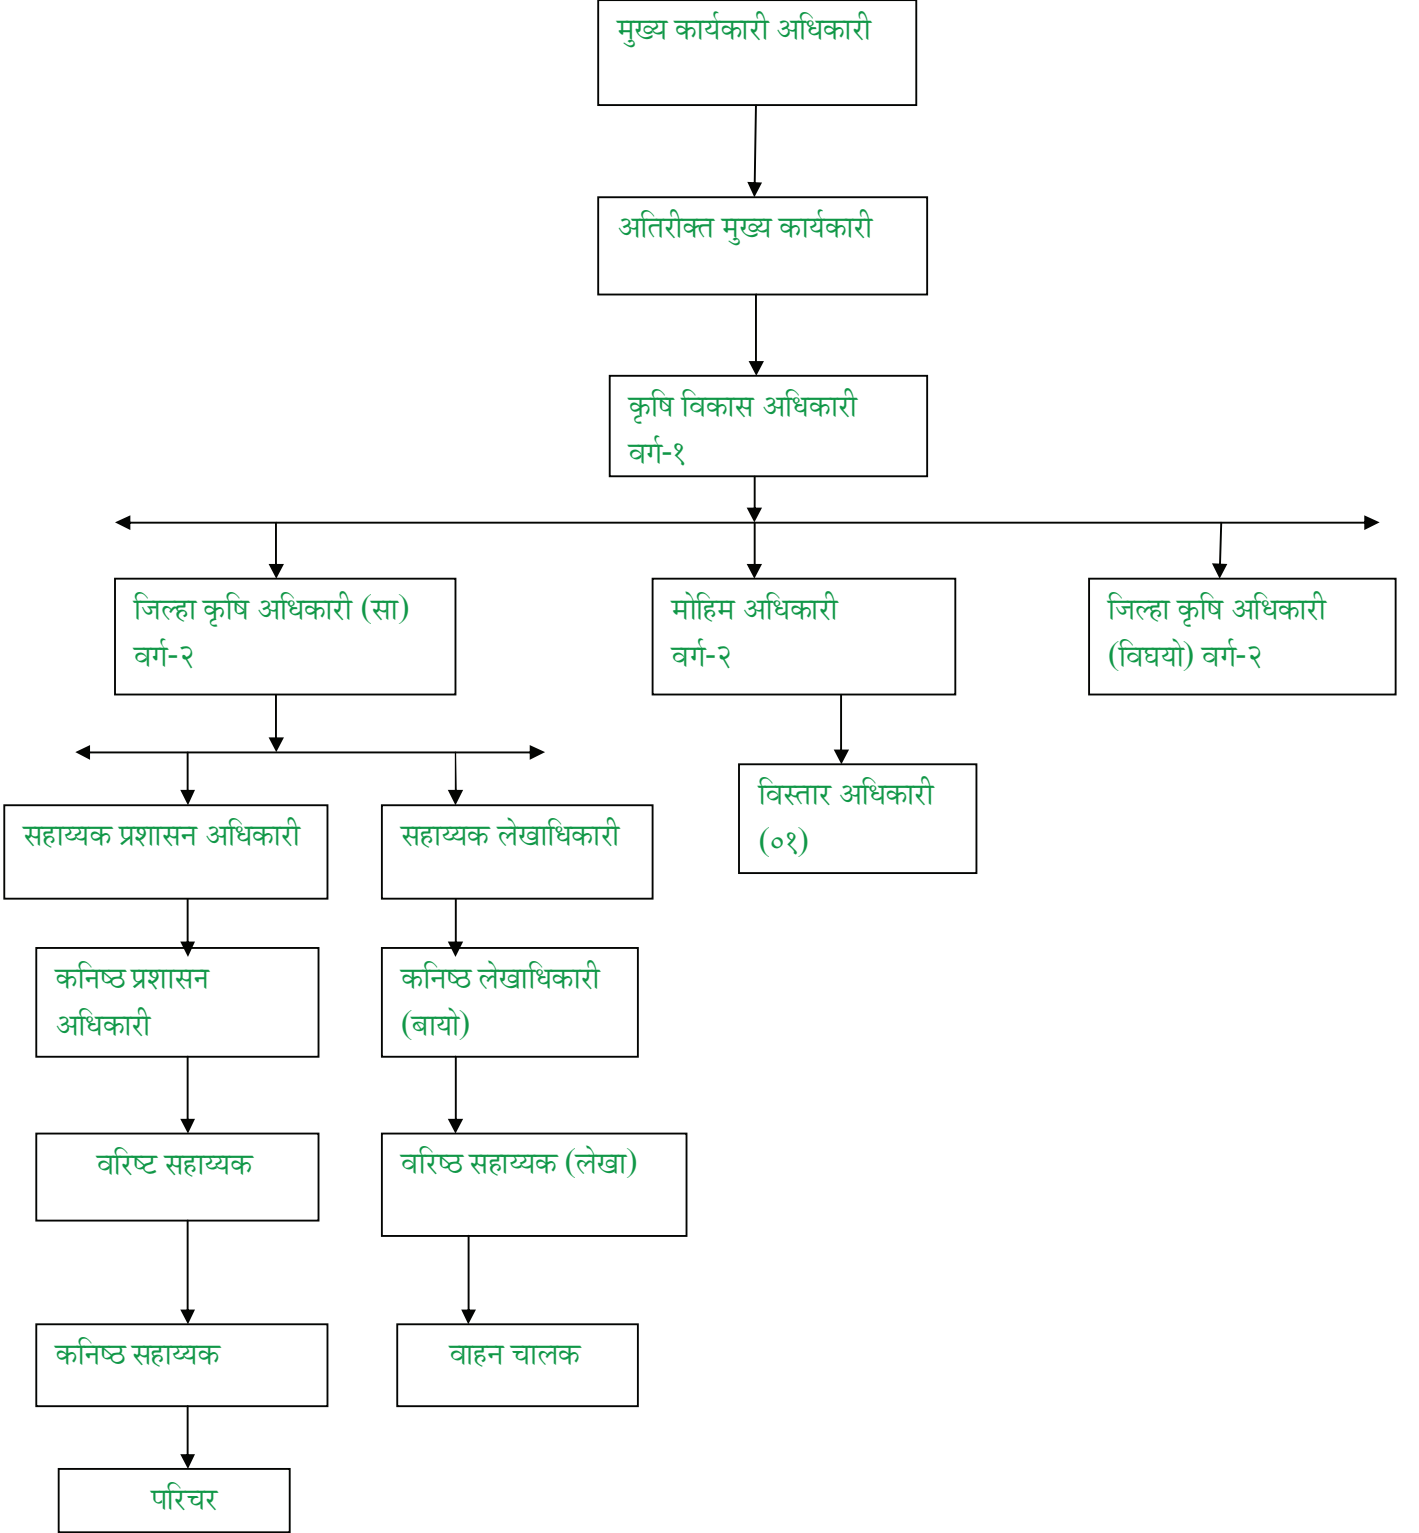 मुख्य कार्यकारी अधिकारी
अतिरीक्त मुख्य कार्यकारी
कृषि विकास अधिकारी
वर्ग-१
जिल्हा कृषि अधिकारी (सा)
वर्ग-२
मोहिम अधिकारी
वर्ग-२
जिल्हा कृषि अधिकारी
(विघयो) वर्ग-२
विस्तार अधिकारी
(०१)
सहाय्यक प्रशासन अधिकारी
सहाय्यक लेखाधिकारी
कनिष्ठ प्रशासन
अधिकारी
कनिष्ठ लेखाधिकारी
(बायो)
वरिष्ट सहाय्यक
वरिष्ठ सहाय्यक (लेखा)
कनिष्ठ सहाय्यक
वाहन चालक
परिचर